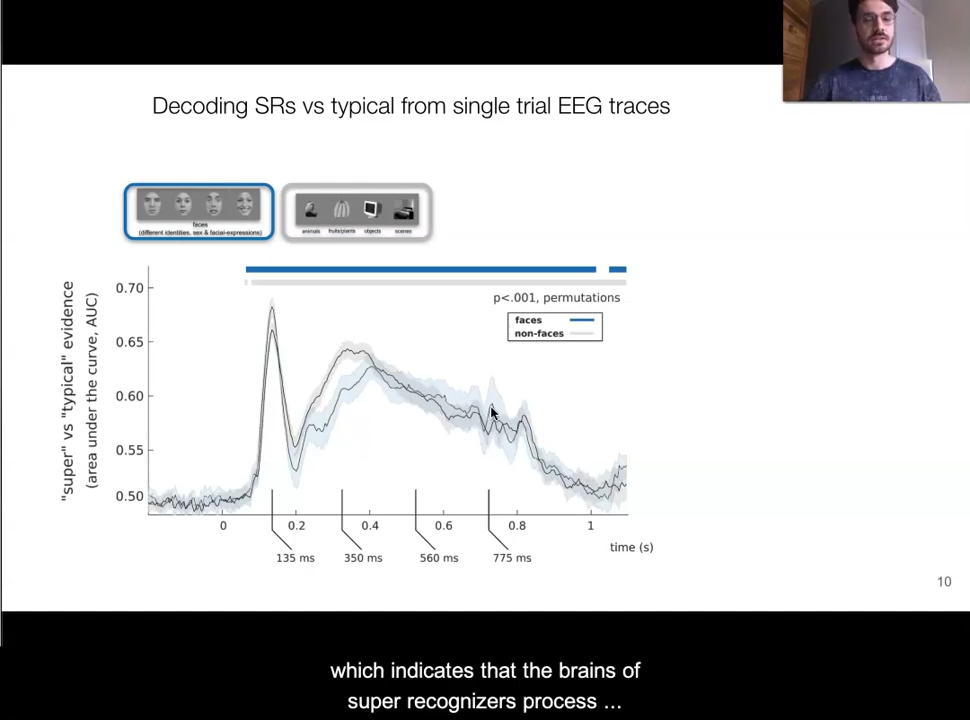 Decoding SRs vs typical from single trial EEG traces
faces
(different identities, sex & facial-expressions)
animals fruits/plants objects scenes
"super" vs "typical" evidence
(area under the curve, AUC)
0.70
0.65
0.60
0.55
0.50
p<.001, permutations
faces
non-faces
0 0.2 0.4 0.6 0.8 1
135 ms 350 ms 560 ms 775 ms
time (s)
10
which indicates that the brains of
super recognizers process ...